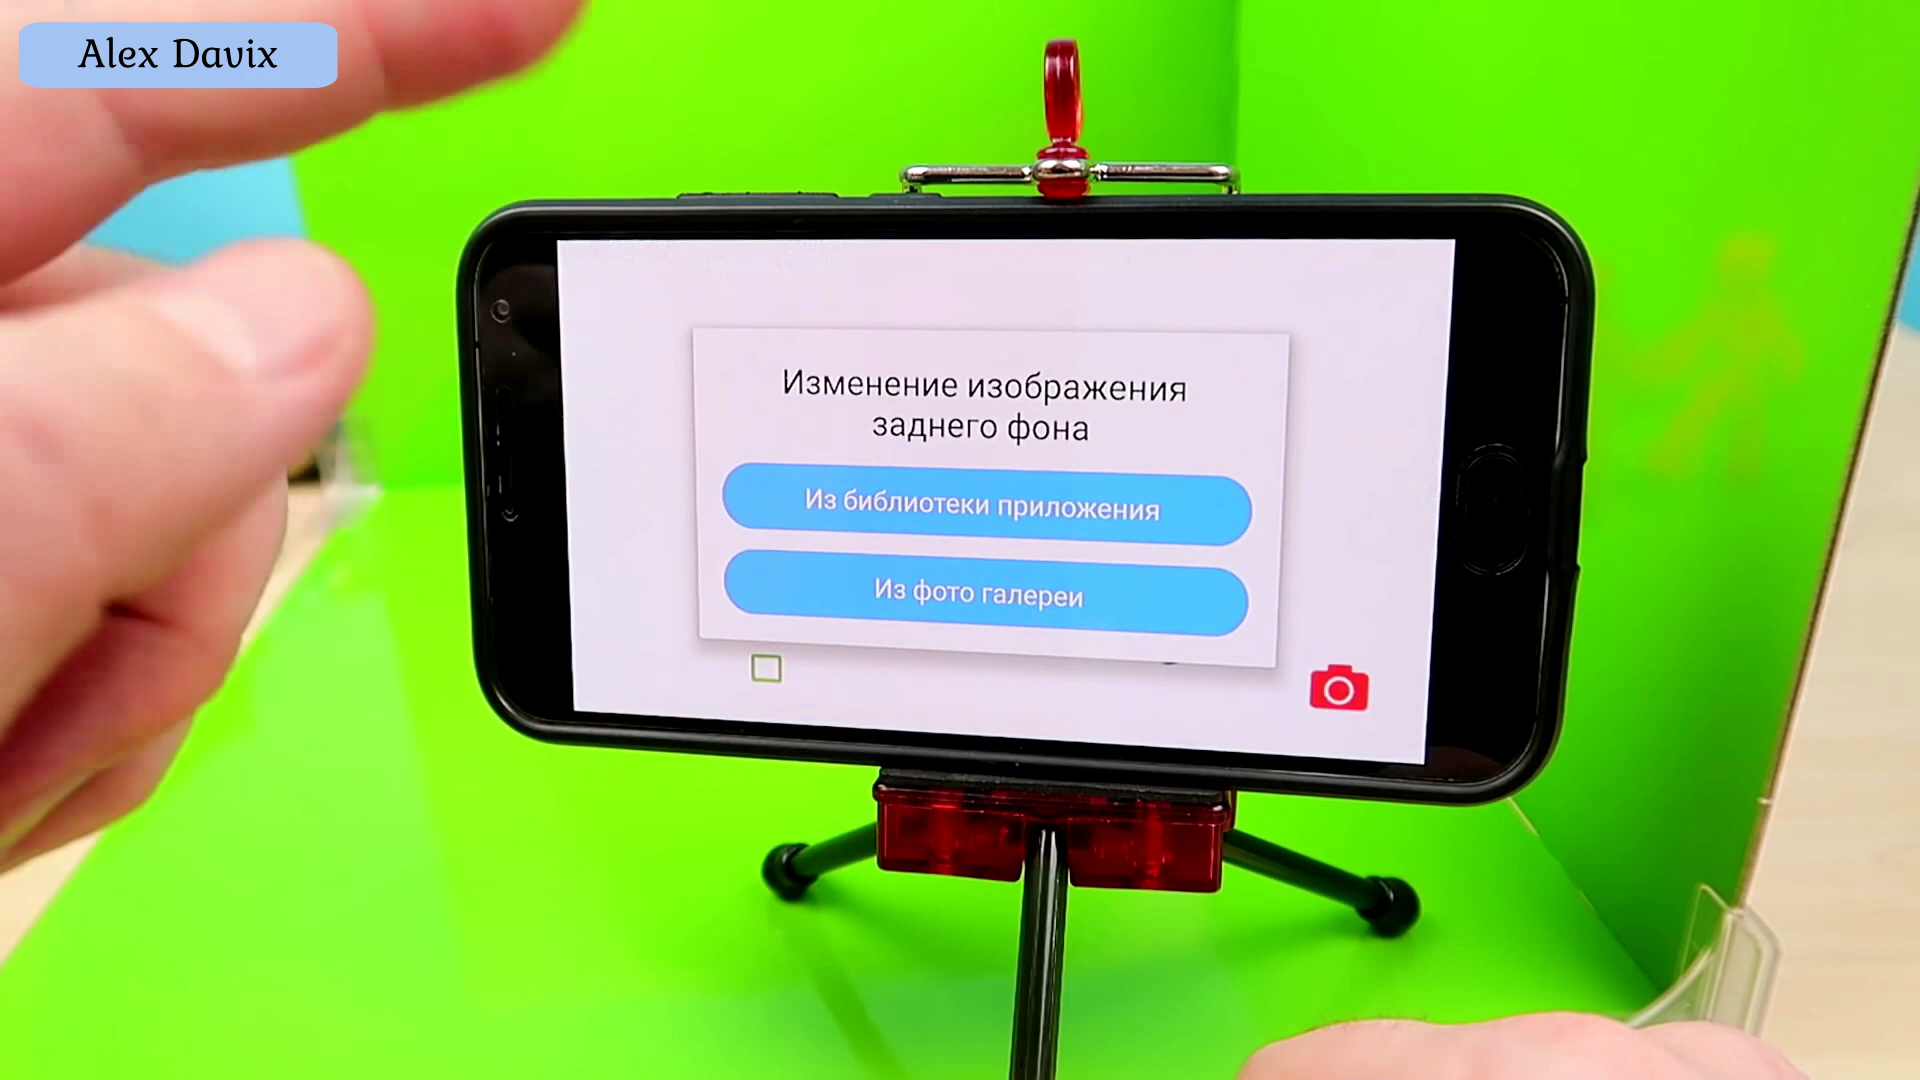 Alex Davix
Изменение изображения
заднего фона
Из библиотеки приложения
Из фото галереи